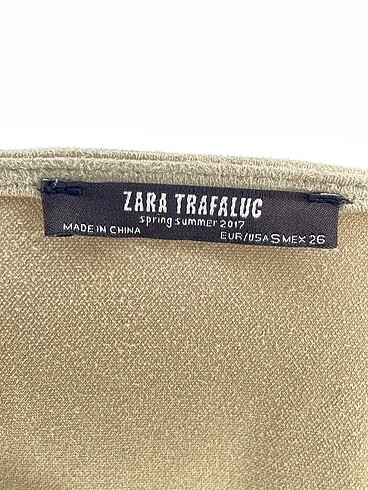 ZARA TRAFALUC
spring summer 2017
MADE IN CHINA
EUR/USA S MEX 26